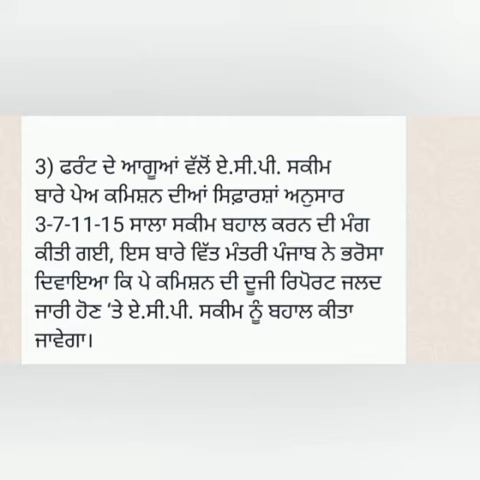 3) ਫਰੰਟ ਦੇ ਆਗੂਆਂ ਵੱਲੋਂ ਏ.ਸੀ.ਪੀ. ਸਕੀਮ
ਬਾਰੇ ਪੇਅ ਕਮਿਸ਼ਨ ਦੀਆਂ ਸਿਫ਼ਾਰਸ਼ਾਂ ਅਨੁਸਾਰ
3-7-11-15 ਸਾਲਾ ਸਕੀਮ ਬਹਾਲ ਕਰਨ ਦੀ ਮੰਗ
ਕੀਤੀ ਗਈ, ਇਸ ਬਾਰੇ ਵਿੱਤ ਮੰਤਰੀ ਪੰਜਾਬ ਨੇ ਭਰੋਸਾ
ਦਿਵਾਇਆ ਕਿ ਪੇ ਕਮਿਸ਼ਨ ਦੀ ਦੂਜੀ ਰਿਪੋਰਟ ਜਲਦ
ਜਾਰੀ ਹੋਣ ‘ਤੇ ਏ.ਸੀ.ਪੀ. ਸਕੀਮ ਨੂੰ ਬਹਾਲ ਕੀਤਾ
ਜਾਵੇਗਾ।